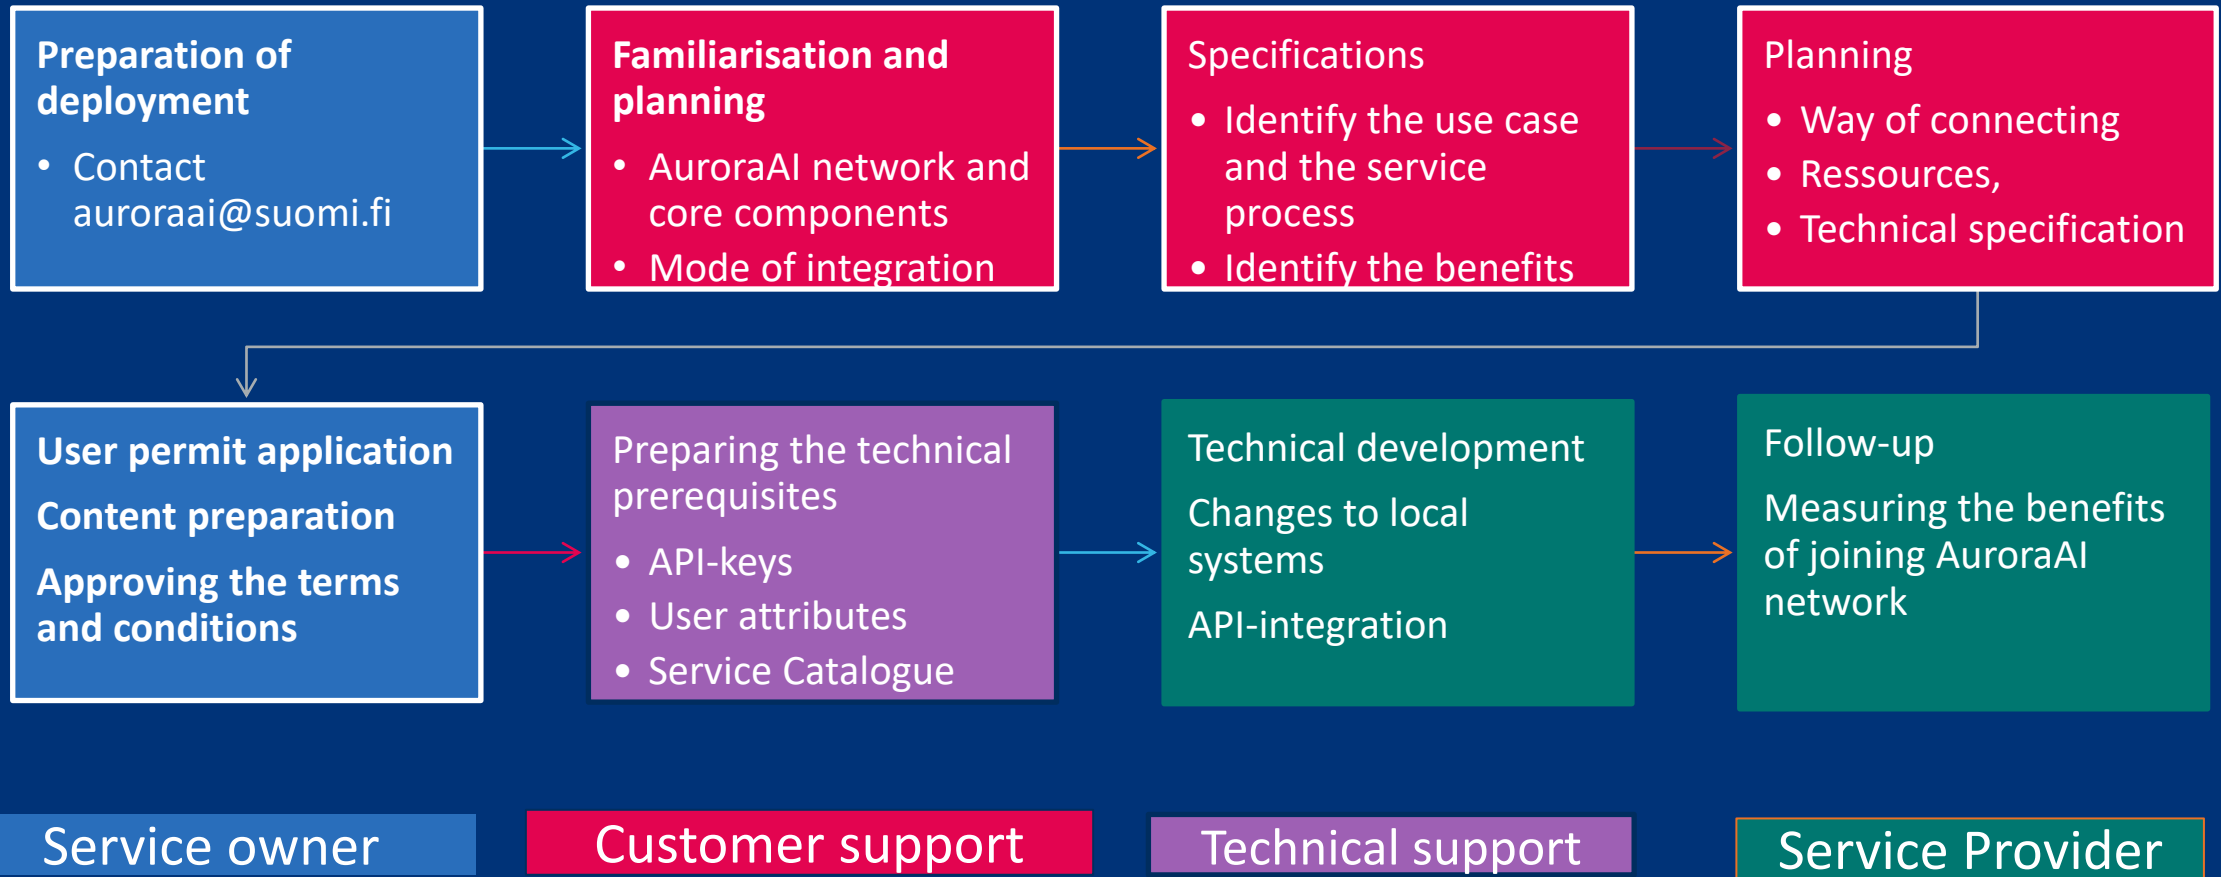 Preparation of
deployment
• Contact
auroraai@suomi.fi
Familiarisation and
planning
• AuroraAI network and
core components
• Mode of integration
Specifications
• Identify the use case
and the service
process
• Identify the benefits
Planning
• Way of connecting
• Ressources,
• Technical specification
User permit application
Content preparation
Approving the terms
and conditions
Preparing the technical
prerequisites
• API-keys
• User attributes
• Service Catalogue
Technical development
Changes to local
systems
API-integration
Follow-up
Measuring the benefits
of joining AuroraAI
network
Service owner
Customer support
Technical support
Service Provider